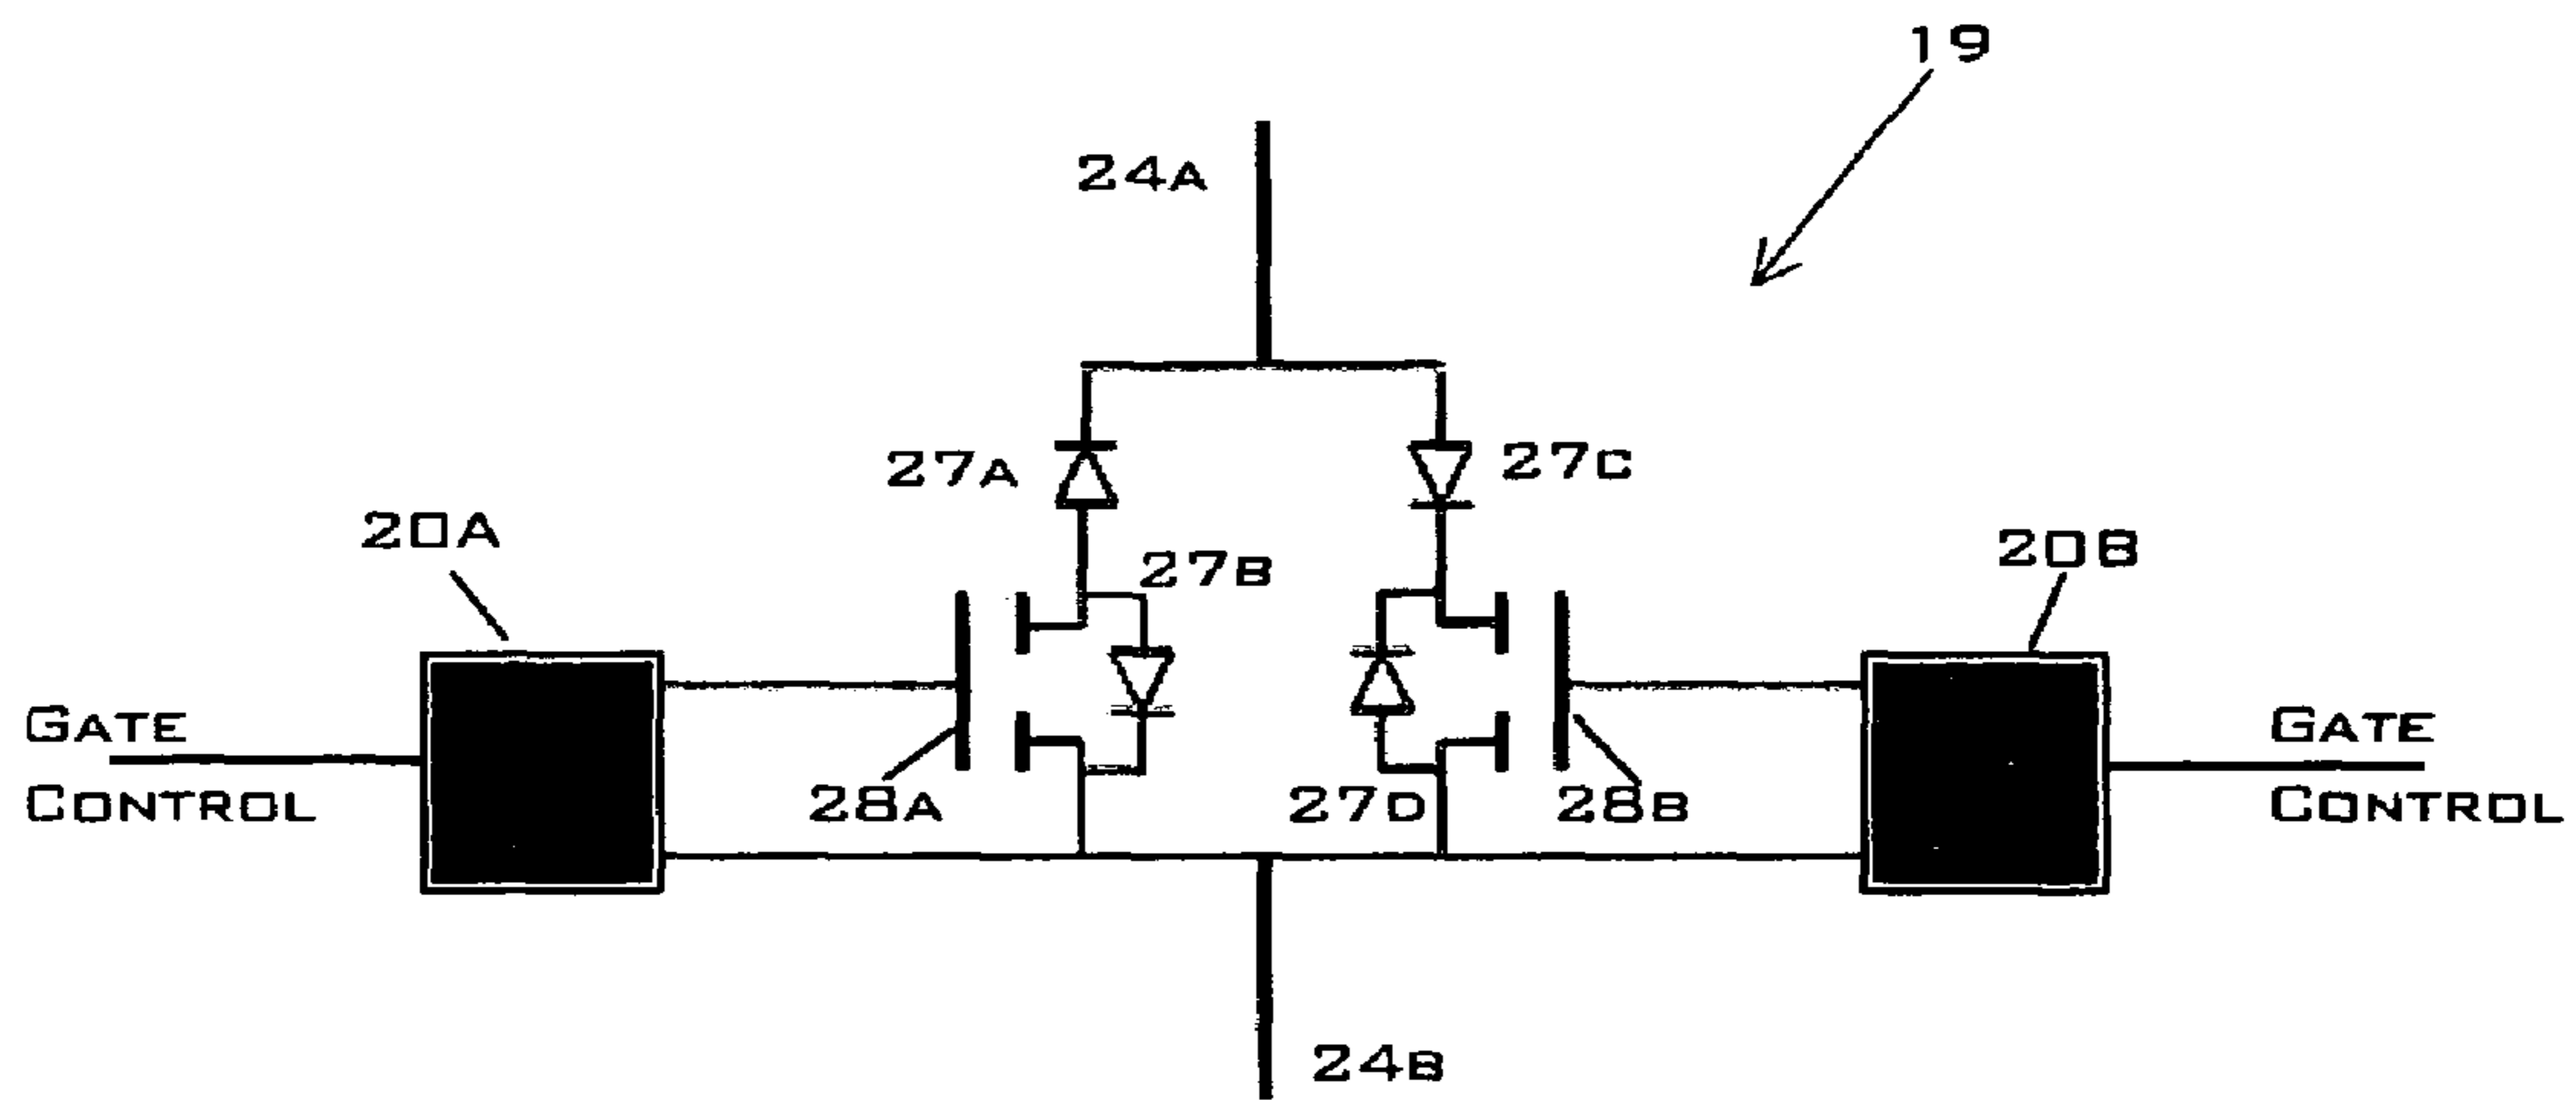 19
24A
27A
27C
20A
27B
20B
GATE
CONTROL
28A
27D
28B
GATE
CONTROL
24B